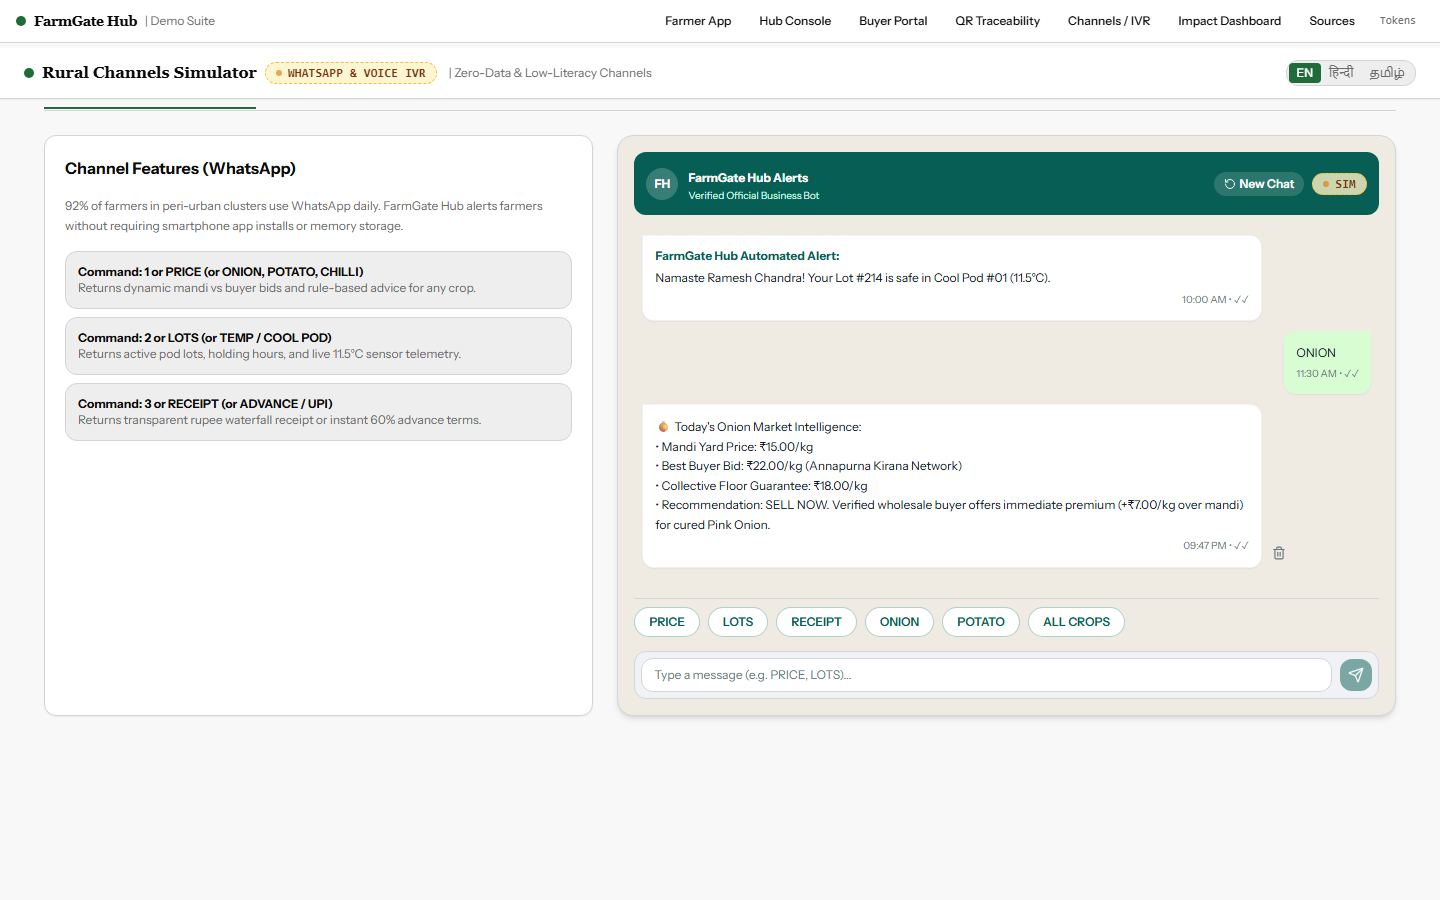 FarmGate Hub | Demo Suite
Farmer App
Hub Console
Buyer Portal
QR Traceability
Channels / IVR
Impact Dashboard
Sources
Tokens
Rural Channels Simulator
WHATSAPP & VOICE IVR
| Zero-Data & Low-Literacy Channels
EN
हिन्दी
தமிழ்
Channel Features (WhatsApp)
92% of farmers in peri-urban clusters use WhatsApp daily. FarmGate Hub alerts farmers
without requiring smartphone app installs or memory storage.
Command: 1 or PRICE (or ONION, POTATO, CHILLI)
Returns dynamic mandi vs buyer bids and rule-based advice for any crop.
Command: 2 or LOTS (or TEMP / COOL POD)
Returns active pod lots, holding hours, and live 11.5°C sensor telemetry.
Command: 3 or RECEIPT (or ADVANCE / UPI)
Returns transparent rupee waterfall receipt or instant 60% advance terms.
FH
FarmGate Hub Alerts
Verified Official Business Bot
New Chat
SIM
FarmGate Hub Automated Alert:
Namaste Ramesh Chandra! Your Lot #214 is safe in Cool Pod #01 (11.5°C).
10:00 AM • ✓✓
ONION
11:30 AM • ✓✓
🧅 Today's Onion Market Intelligence:
• Mandi Yard Price: ₹15.00/kg
• Best Buyer Bid: ₹22.00/kg (Annapurna Kirana Network)
• Collective Floor Guarantee: ₹18.00/kg
• Recommendation: SELL NOW. Verified wholesale buyer offers immediate premium (+₹7.00/kg over mandi)
for cured Pink Onion.
09:47 PM • ✓✓
PRICE
LOTS
RECEIPT
ONION
POTATO
ALL CROPS
Type a message (e.g. PRICE, LOTS)...